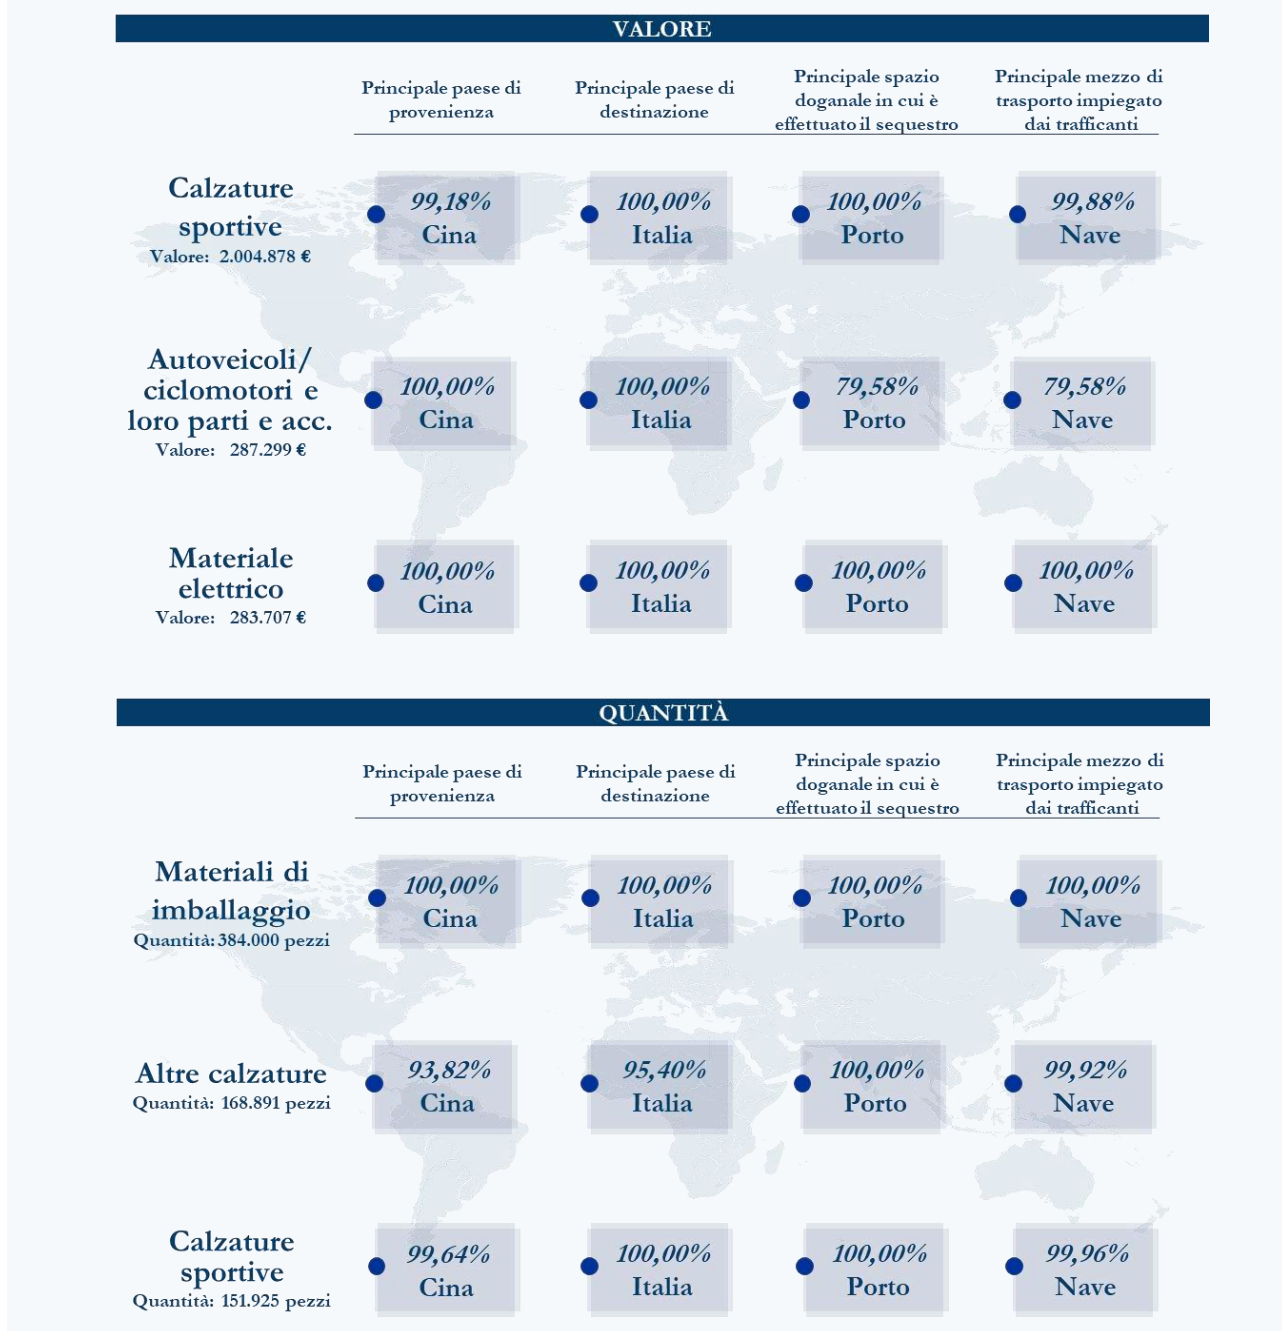 VALORE
Principale paese di
provenienza
Principale paese di
destinazione
Principale spazio
doganale in cui è
effettuato il sequestro
Principale mezzo di
trasporto impiegato
dai trafficanti
Calzature
sportive
Valore: 2.004.878 €
99,18%
Cina
100,00%
Italia
100,00%
Porto
99,88%
Nave
Autoveicoli/
ciclomotori e
loro parti e acc.
Valore: 287.299 €
100,00%
Cina
100,00%
Italia
79,58%
Porto
79,58%
Nave
Materiale
elettrico
Valore: 283.707 €
100,00%
Cina
100,00%
Italia
100,00%
Porto
100,00%
Nave
QUANTITÀ
Principale paese di
provenienza
Principale paese di
destinazione
Principale spazio
doganale in cui è
effettuato il sequestro
Principale mezzo di
trasporto impiegato
dai trafficanti
Materiali di
imballaggio
Quantità: 384.000 pezzi
100,00%
Cina
100,00%
Italia
100,00%
Porto
100,00%
Nave
Altre calzature
Quantità: 168.891 pezzi
93,82%
Cina
95,40%
Italia
100,00%
Porto
99,92%
Nave
Calzature
sportive
Quantità: 151.925 pezzi
99,64%
Cina
100,00%
Italia
100,00%
Porto
99,96%
Nave